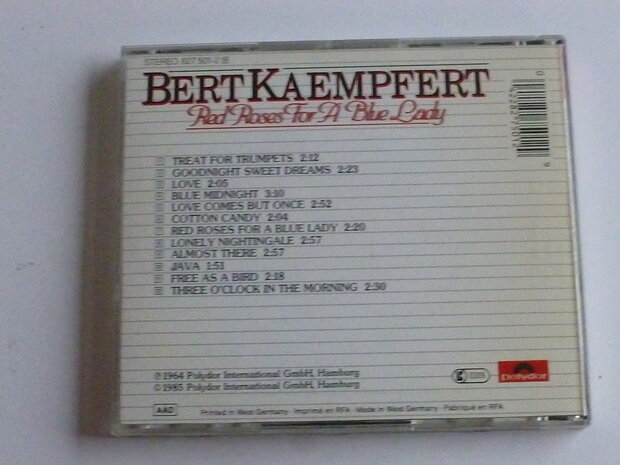 STEREO 827 501-2
BERT KAEMPFERT
Red Roses For A Blue Lady
TREAT FOR TRUMPETS 2:12
GOODNIGHT SWEET DREAMS 2:23
LOVE 2:05
BLUE MIDNIGHT 3:10
LOVE COMES BUT ONCE 2:52
COTTON CANDY 2:04
RED ROSES FOR A BLUE LADY 2:20
LONELY NIGHTINGALE 2:57
ALMOST THERE 2:57
JAVA 1:51
FREE AS A BIRD 2:18
THREE O'CLOCK IN THE MORNING 2:30
℗ 1964 Polydor International GmbH, Hamburg
© 1985 Polydor International GmbH, Hamburg
Polydor
AAD
Printed in West Germany · Imprimé en RFA · Made in West Germany · Fabriqué en RFA